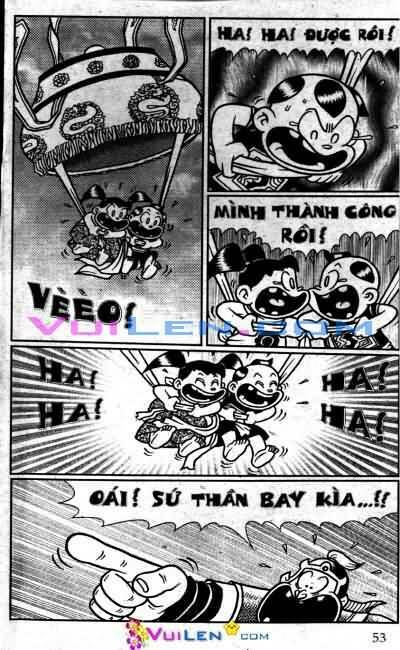 HA! HA! ĐƯỢC RỒI!
VÈÈO!
MÌNH THÀNH CÔNG
RỒI!
VUILEN.COM
HA!
HA!
HA!
HA!
OÁI! SỨ THẦN BAY KÌA...!!
53
VUILEN.COM